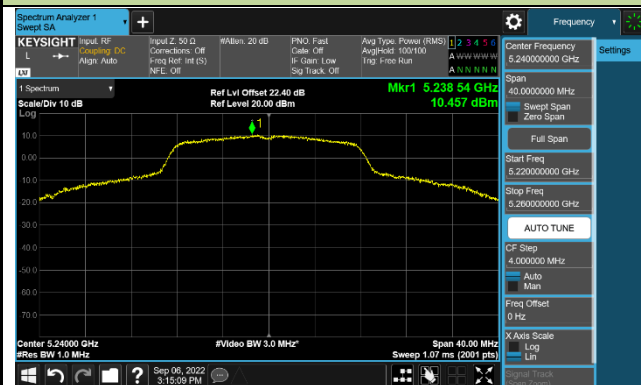 Spectrum Analyzer 1
Swept SA
+
Frequency
KEYSIGHT
L
Input: RF
Coupling: DC
Align: Auto
Input Z: 50 Ω
Corrections: Off
Freq Ref: Int (S)
NFE: Off
#Atten: 20 dB
PNO: Fast
Gate: Off
IF Gain: Low
Sig Track: Off
Avg Type: Power (RMS)
Avg|Hold: 100/100
Trig: Free Run
1 2 3 4 5 6
A W W W W W
A N N N N N
Center Frequency
5.240000000 GHz
Settings
Span
40.0000000 MHz
Swept Span
Zero Span
Full Span
Start Freq
5.220000000 GHz
Stop Freq
5.260000000 GHz
AUTO TUNE
CF Step
4.000000 MHz
Auto
Man
Freq Offset
0 Hz
X Axis Scale
Log
Lin
Signal Track
1 Spectrum
Scale/Div 10 dB
Log
Ref Lvl Offset 22.40 dB
Ref Level 20.00 dBm
Mkr1 5.238 54 GHz
10.457 dBm
1
10.0
0.00
10.0
20.0
30.0
40.0
-50.0
60.0
70.0
Center 5.24000 GHz
#Res BW 1.0 MHz
#Video BW 3.0 MHz*
Span 40.00 MHz
Sweep 1.07 ms (2001 pts)
?
Sep 06, 2022
3:15:09 PM